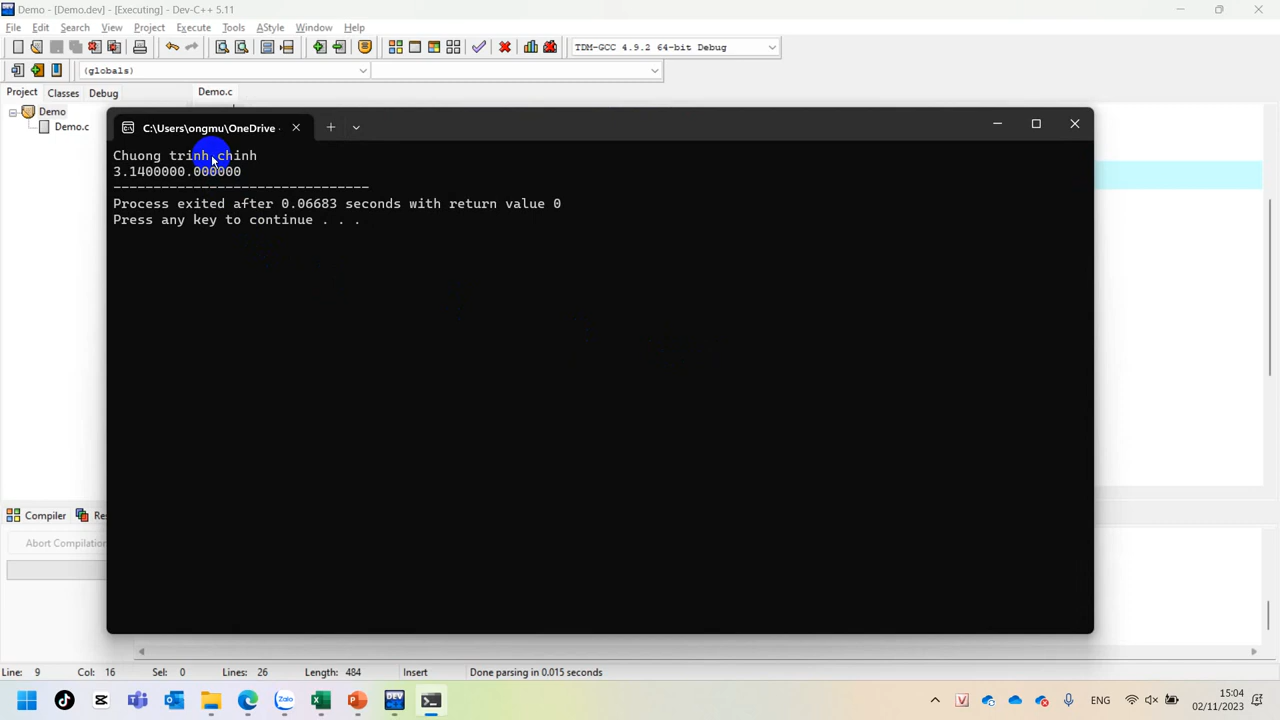 Demo - [Demo.dev] - [Executing] - Dev-C++ 5.11
File Edit Search View Project Execute Tools AStyle Window Help
TDM-GCC 4.9.2 64-bit Debug
(globals)
Project Classes Debug Demo.c
Demo
Demo.c
C:\Users\ongmu\OneDrive
Chuong trinh chinh
3.1400000.000000
--------------------------------
Process exited after 0.06683 seconds with return value 0
Press any key to continue . . .
Compiler Res
Abort Compilation
Line: 9 Col: 16 Sel: 0 Lines: 26 Length: 484 Insert Done parsing in 0.015 seconds
DEV
ENG
15:04
02/11/2023